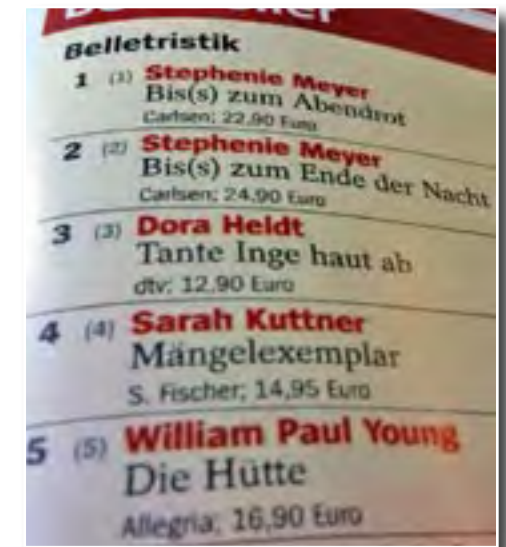 Belletristik
1 (1) Stephenie Meyer
Bis(s) zum Abendrot
Carlsen; 22,90 Euro
2 (2) Stephenie Meyer
Bis(s) zum Ende der Nacht
Carlsen; 24,90 Euro
3 (3) Dora Heldt
Tante Inge haut ab
dtv; 12,90 Euro
4 (4) Sarah Kuttner
Mängelexemplar
S. Fischer; 14,95 Euro
5 (5) William Paul Young
Die Hütte
Allegria; 16,90 Euro